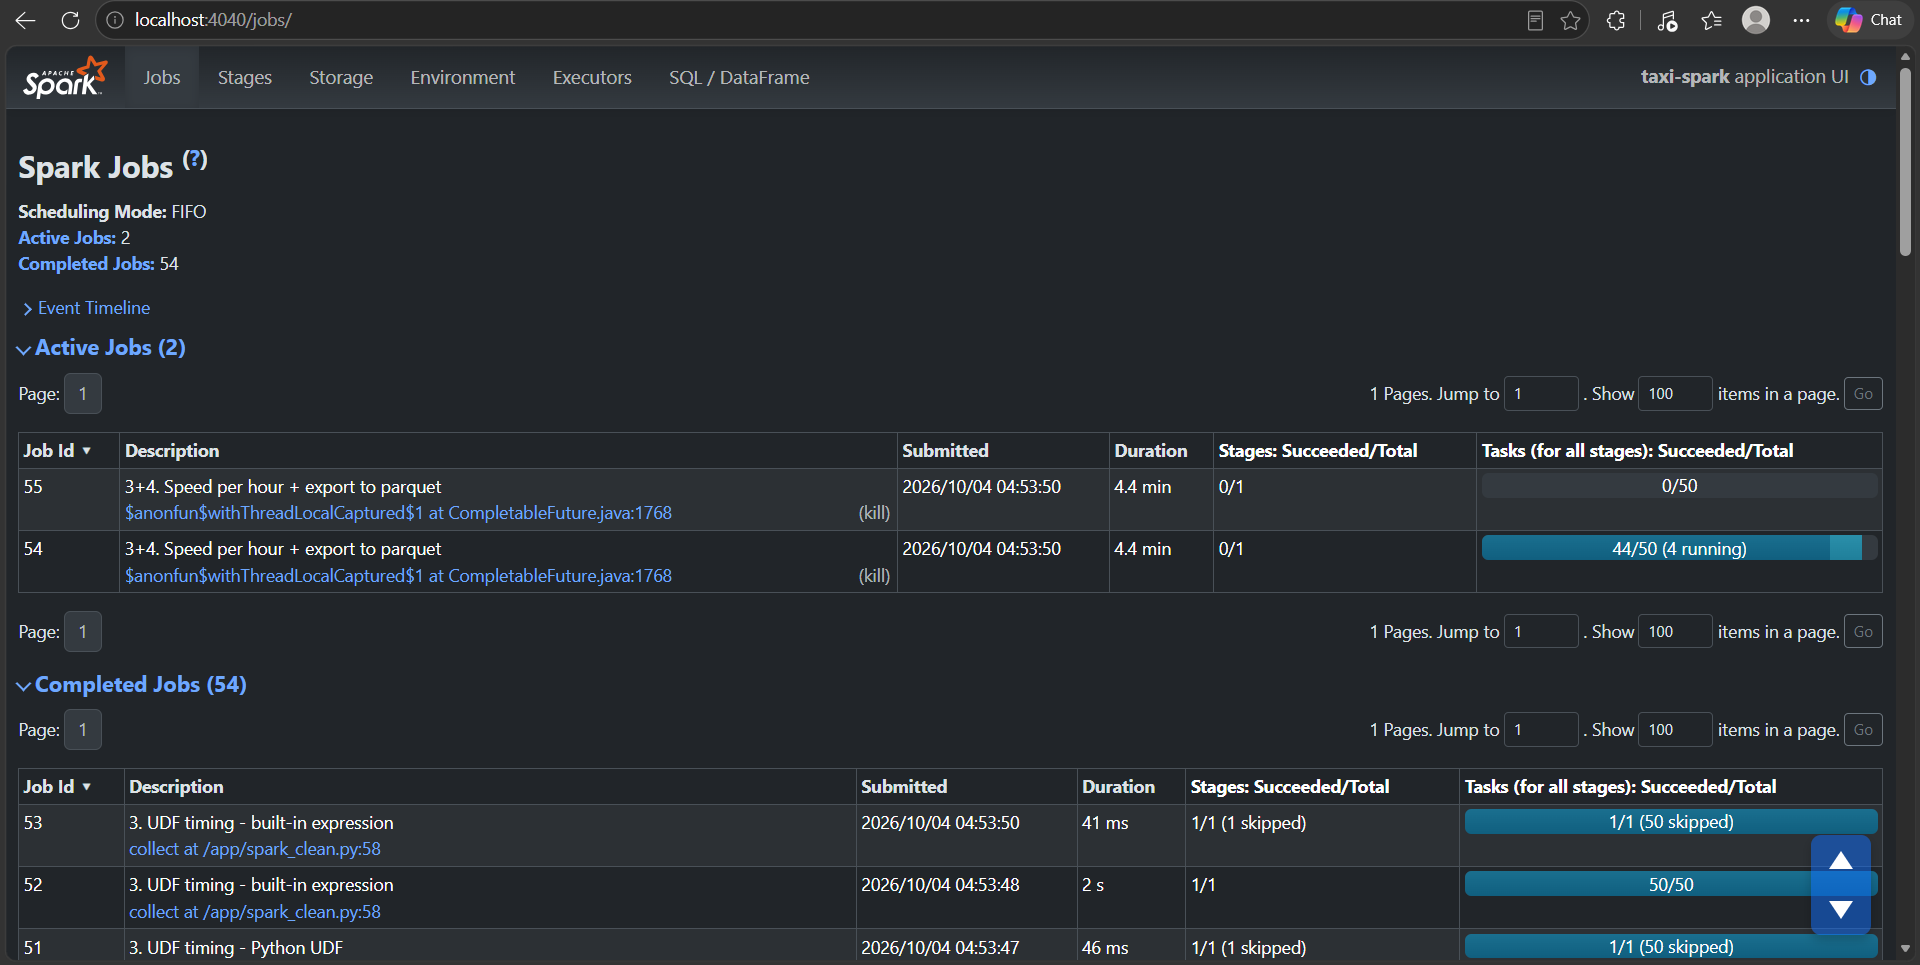 localhost:4040/jobs/
Chat
APACHE Spark
Jobs Stages Storage Environment Executors SQL / DataFrame
taxi-spark application UI
Spark Jobs (?)
Scheduling Mode: FIFO
Active Jobs: 2
Completed Jobs: 54
Event Timeline
Active Jobs (2)
Page: 1
1 Pages. Jump to 1 . Show 100 items in a page. Go
Job Id ▾ Description Submitted Duration Stages: Succeeded/Total Tasks (for all stages): Succeeded/Total
55 3+4. Speed per hour + export to parquet 2026/10/04 04:53:50 4.4 min 0/1 0/50
$anonfun$withThreadLocalCaptured$1 at CompletableFuture.java:1768 (kill)
54 3+4. Speed per hour + export to parquet 2026/10/04 04:53:50 4.4 min 0/1 44/50 (4 running)
$anonfun$withThreadLocalCaptured$1 at CompletableFuture.java:1768 (kill)
Page: 1
1 Pages. Jump to 1 . Show 100 items in a page. Go
Completed Jobs (54)
Page: 1
1 Pages. Jump to 1 . Show 100 items in a page. Go
Job Id ▾ Description Submitted Duration Stages: Succeeded/Total Tasks (for all stages): Succeeded/Total
53 3. UDF timing - built-in expression 2026/10/04 04:53:50 41 ms 1/1 (1 skipped) 1/1 (50 skipped)
collect at /app/spark_clean.py:58
52 3. UDF timing - built-in expression 2026/10/04 04:53:48 2 s 1/1 50/50
collect at /app/spark_clean.py:58
51 3. UDF timing - Python UDF 2026/10/04 04:53:47 46 ms 1/1 (1 skipped) 1/1 (50 skipped)